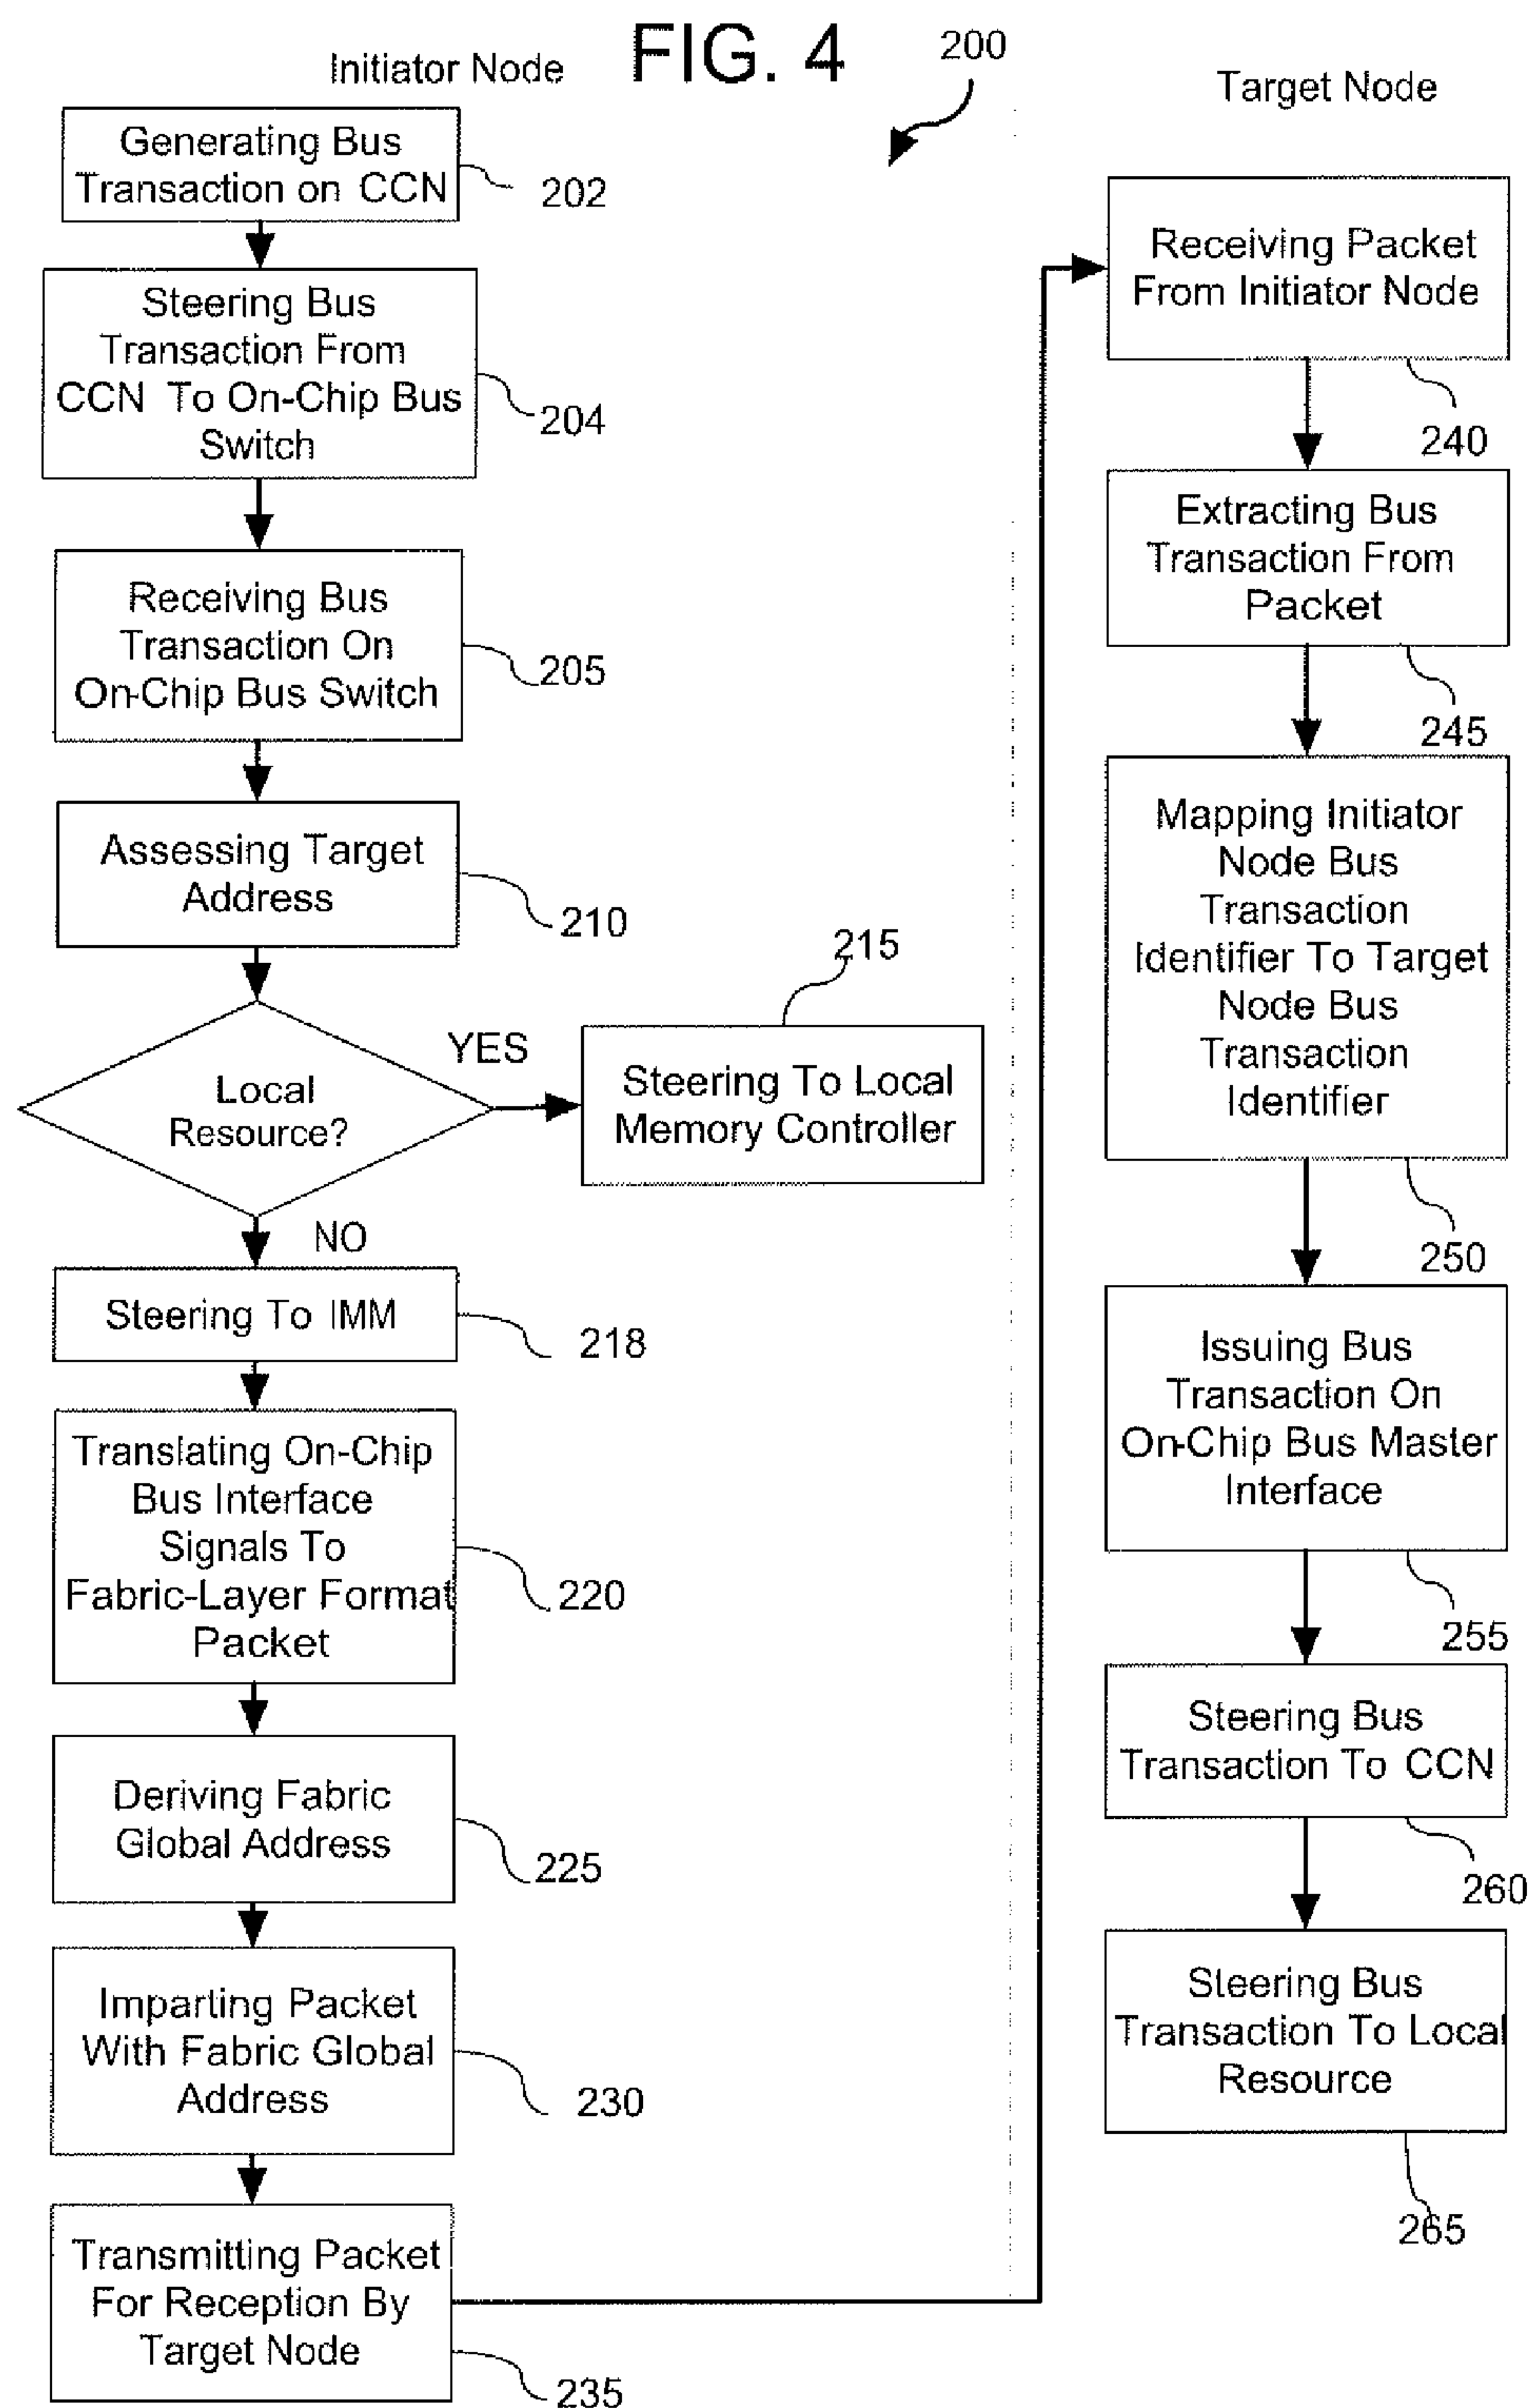 FIG. 4
200
Initiator Node
Generating Bus
Transaction on CCN
202
Steering Bus
Transaction From
CCN To On-Chip Bus
Switch
204
Receiving Bus
Transaction On
On-Chip Bus Switch
205
Assessing Target
Address
210
Local
Resource?
YES
215
Steering To Local
Memory Controller
NO
Steering To IMM
218
Translating On-Chip
Bus Interface
Signals To
Fabric-Layer Format
Packet
220
Deriving Fabric
Global Address
225
Imparting Packet
With Fabric Global
Address
230
Transmitting Packet
For Reception By
Target Node
235
Target Node
Receiving Packet
From Initiator Node
240
Extracting Bus
Transaction From
Packet
245
Mapping Initiator
Node Bus
Transaction
Identifier To Target
Node Bus
Transaction
Identifier
250
Issuing Bus
Transaction On
On-Chip Bus Master
Interface
255
Steering Bus
Transaction To CCN
260
Steering Bus
Transaction To Local
Resource
265